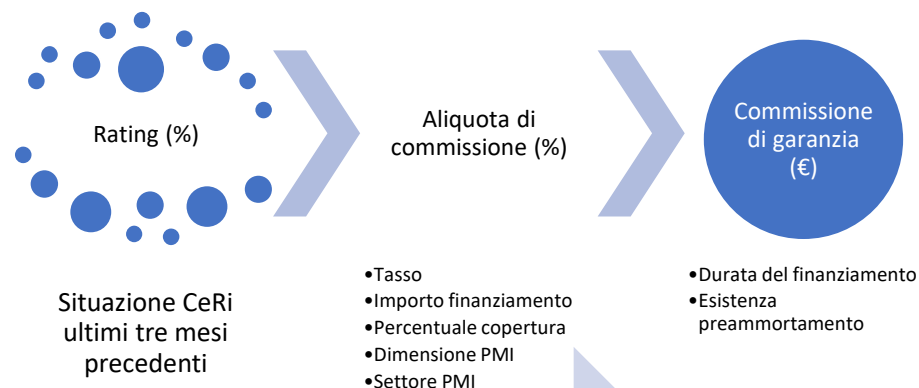 Rating (%)
Situazione CeRi
ultimi tre mesi
precedenti
Aliquota di
commissione (%)
•Tasso
•Importo finanziamento
•Percentuale copertura
•Dimensione PMI
•Settore PMI
Commissione
di garanzia
(€)
•Durata del finanziamento
•Esistenza
preammortamento